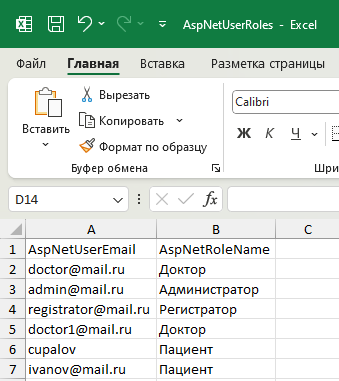 AspNetUserRoles - Excel
Файл Главная Вставка Разметка страницы
Вставить
Вырезать
Копировать
Формат по образцу
Буфер обмена
Calibri
Ж К Ч
Шри
D14 fx
A B C
1 AspNetUserEmail AspNetRoleName
2 doctor@mail.ru Доктор
3 admin@mail.ru Администратор
4 registrator@mail.ru Регистратор
5 doctor1@mail.ru Доктор
6 cupalov Пациент
7 ivanov@mail.ru Пациент